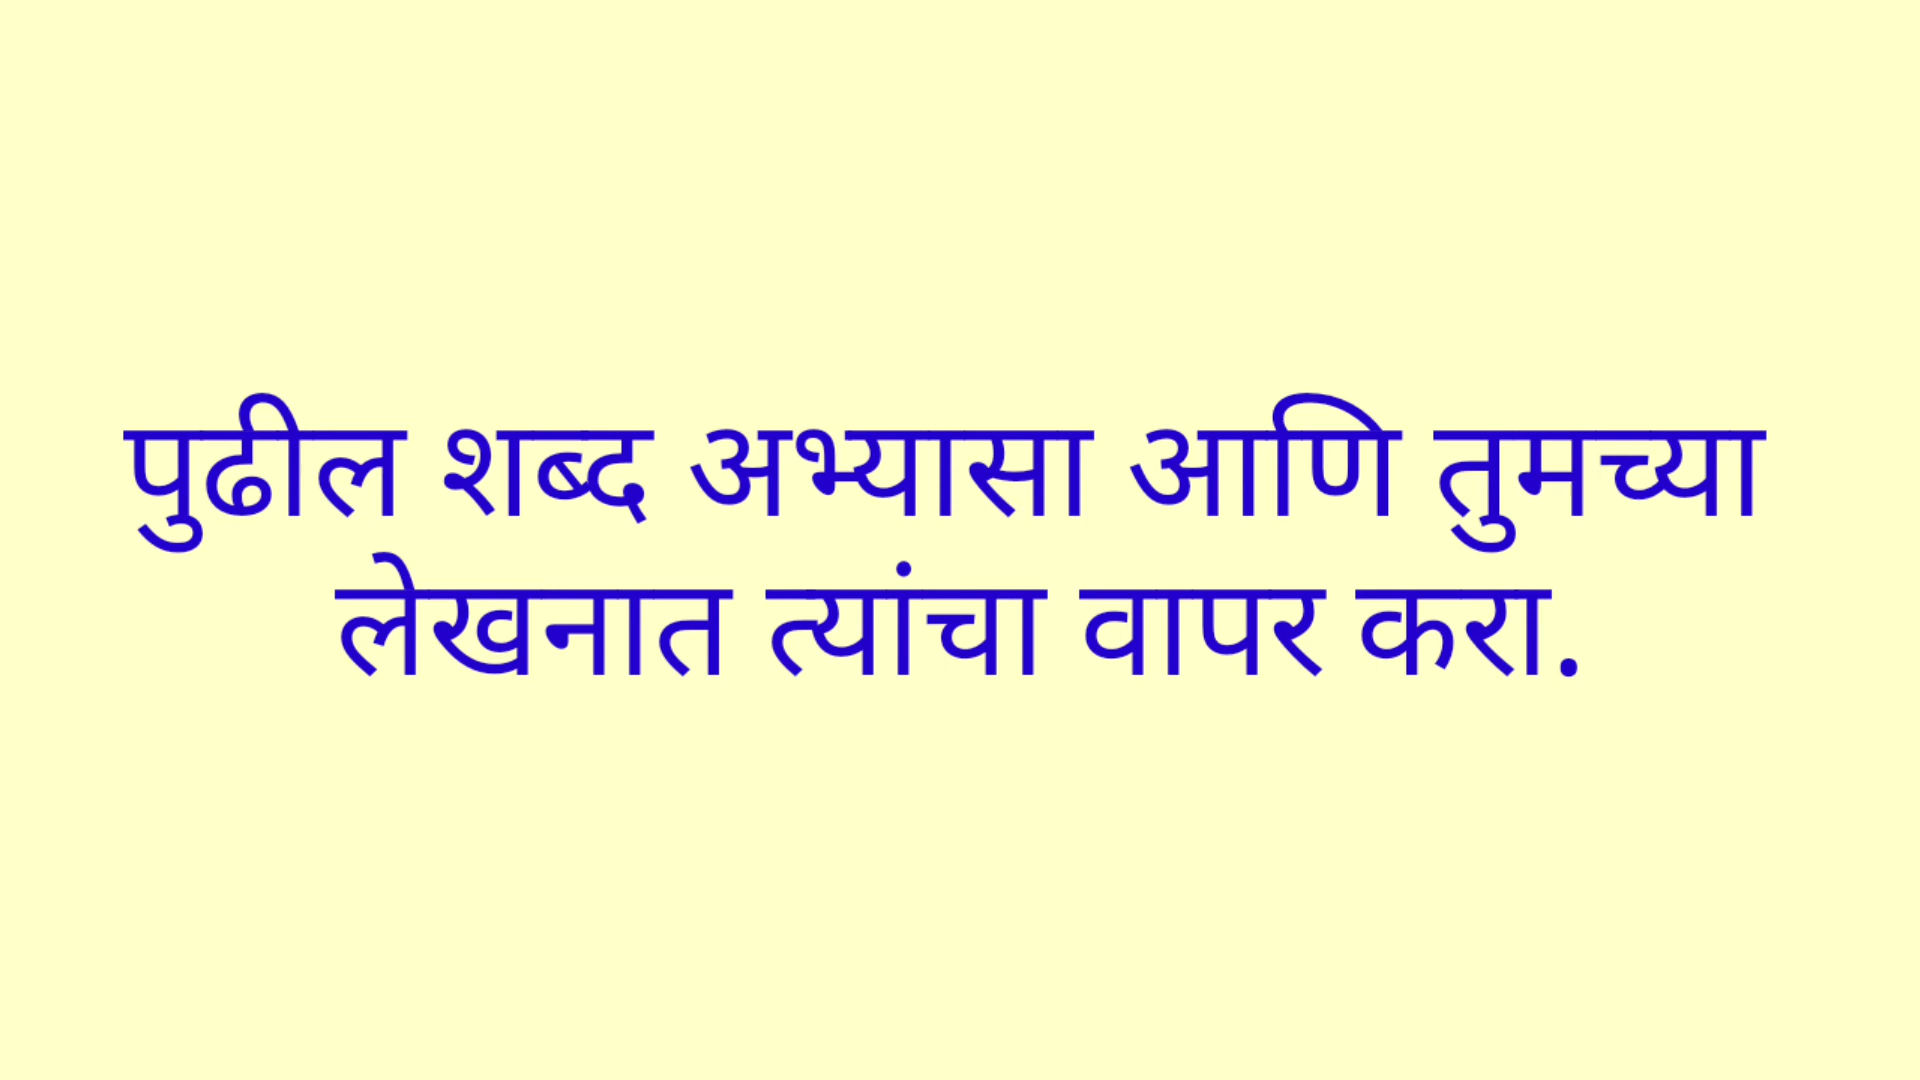 पुढील शब्द अभ्यासा आणि तुमच्या
लेखनात त्यांचा वापर करा.